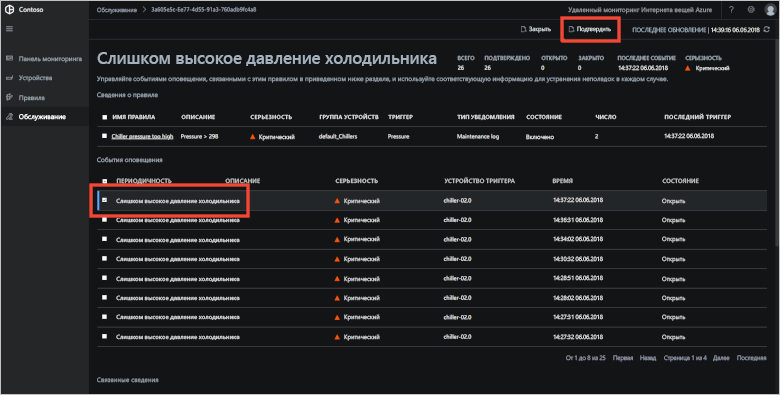 Contoso
Обслуживание > 3a605e5c-5e77-4d55-91a3-760adb9fc4a8
Удаленный мониторинг Интернета вещей Azure
?
Закрыть Подтвердить ПОСЛЕДНЕЕ ОБНОВЛЕНИЕ | 14:39:16 06.06.2018
Панель мониторинга
Устройства
Правила
Обслуживание
Слишком высокое давление холодильника
ВСЕГО ПОДТВЕРЖДЕНО ОТКРЫТО ЗАКРЫТО ПОСЛЕДНЕЕ СОБЫТИЕ СЕРЬЕЗНОСТЬ
26 26 0 0 14:37:22 06.06.2018 Критический
Управляйте событиями оповещения, связанными с этим правилом в приведенном ниже разделе, и используйте соответствующую информацию для устранения неполадок в каждом случае.
Сведения о правиле
ИМЯ ПРАВИЛА ОПИСАНИЕ СЕРЬЕЗНОСТЬ ГРУППА УСТРОЙСТВ ТРИГГЕР ТИП УВЕДОМЛЕНИЯ СОСТОЯНИЕ ЧИСЛО ПОСЛЕДНИЙ ТРИГГЕР
Chiller pressure too high Pressure > 298 Критический default_Chillers Pressure Maintenance log Включено 2 14:37:22 06.06.2018
События оповещения
ПЕРИОДИЧНОСТЬ ОПИСАНИЕ СЕРЬЕЗНОСТЬ УСТРОЙСТВО ТРИГГЕРА ВРЕМЯ СОСТОЯНИЕ
Слишком высокое давление холодильника Критический chiller-02.0 14:37:22 06.06.2018 Открыть
Слишком высокое давление холодильника Критический chiller-02.0 14:36:31 06.06.2018 Открыть
Слишком высокое давление холодильника Критический chiller-02.0 14:34:02 06.06.2018 Открыть
Слишком высокое давление холодильника Критический chiller-02.0 14:30:32 06.06.2018 Открыть
Слишком высокое давление холодильника Критический chiller-02.0 14:28:51 06.06.2018 Открыть
Слишком высокое давление холодильника Критический chiller-02.0 14:28:02 06.06.2018 Открыть
Слишком высокое давление холодильника Критический chiller-02.0 14:27:31 06.06.2018 Открыть
Слишком высокое давление холодильника Критический chiller-02.0 14:27:32 06.06.2018 Открыть
От 1 до 8 из 25 Первая Назад Страница 1 из 4 Далее Последняя
Связанные сведения